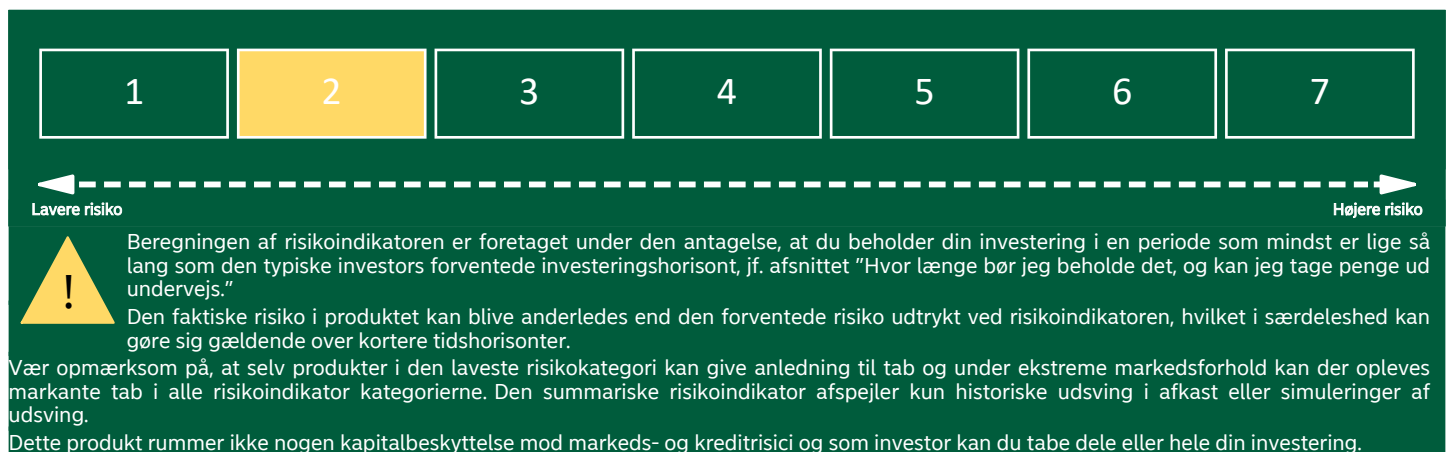 1 2 3 4 5 6 7
Lavere risiko Højere risiko
Beregningen af risikoindikatoren er foretaget under den antagelse, at du beholder din investering i en periode som mindst er lige så
lang som den typiske investors forventede investeringshorisont, jf. afsnittet ”Hvor længe bør jeg beholde det, og kan jeg tage penge ud
undervejs.”
!
Den faktiske risiko i produktet kan blive anderledes end den forventede risiko udtrykt ved risikoindikatoren, hvilket i særdeleshed kan
gøre sig gældende over kortere tidshorisonter.
Vær opmærksom på, at selv produkter i den laveste risikokategori kan give anledning til tab og under ekstreme markedsforhold kan der opleves
markante tab i alle risikoindikator kategorierne. Den summariske risikoindikator afspejler kun historiske udsving i afkast eller simuleringer af
udsving.
Dette produkt rummer ikke nogen kapitalbeskyttelse mod markeds- og kreditrisici og som investor kan du tabe dele eller hele din investering.